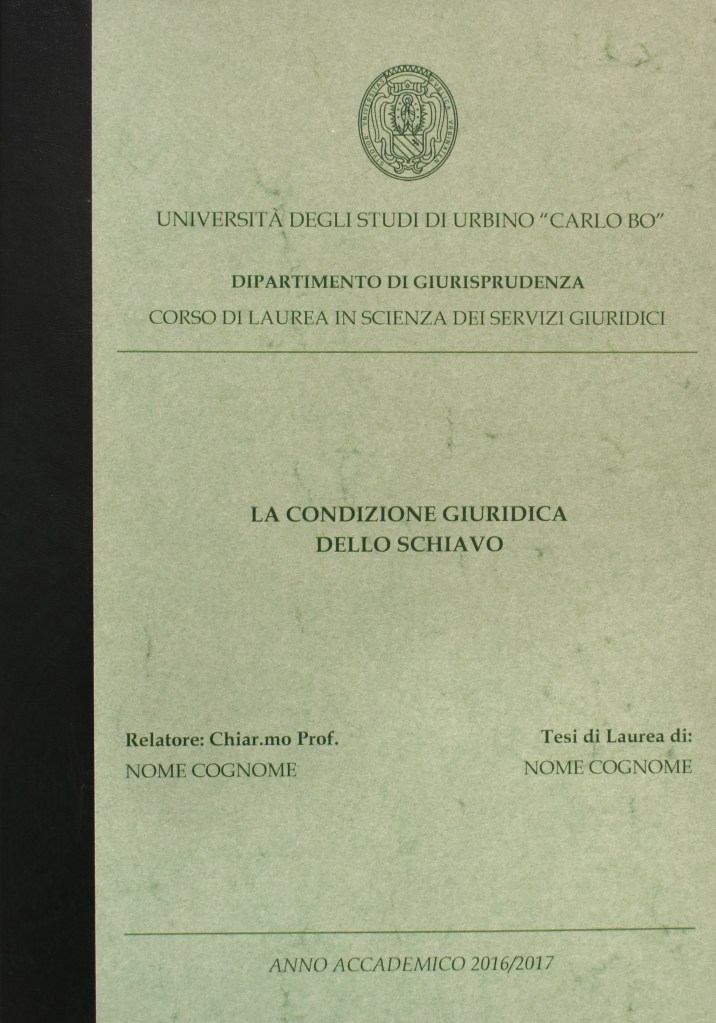 UNIVERSITÀ DEGLI STUDI DI URBINO “CARLO BO”
DIPARTIMENTO DI GIURISPRUDENZA
CORSO DI LAUREA IN SCIENZA DEI SERVIZI GIURIDICI
LA CONDIZIONE GIURIDICA
DELLO SCHIAVO
Relatore: Chiar.mo Prof.
NOME COGNOME
Tesi di Laurea di:
NOME COGNOME
ANNO ACCADEMICO 2016/2017